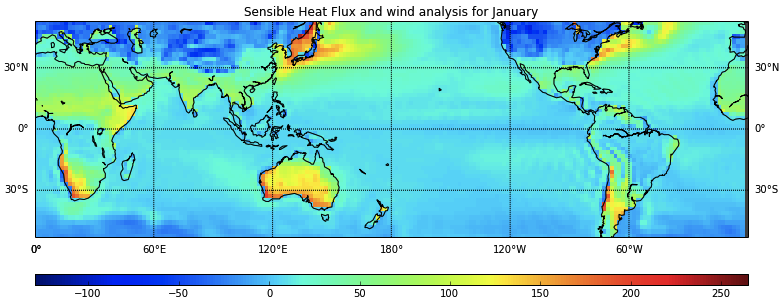 Sensible Heat Flux and wind analysis for January
30°N 30°N
0° 0°
30°S 30°S
0° 60°E 120°E 180° 120°W 60°W
−100 −50 0 50 100 150 200 250